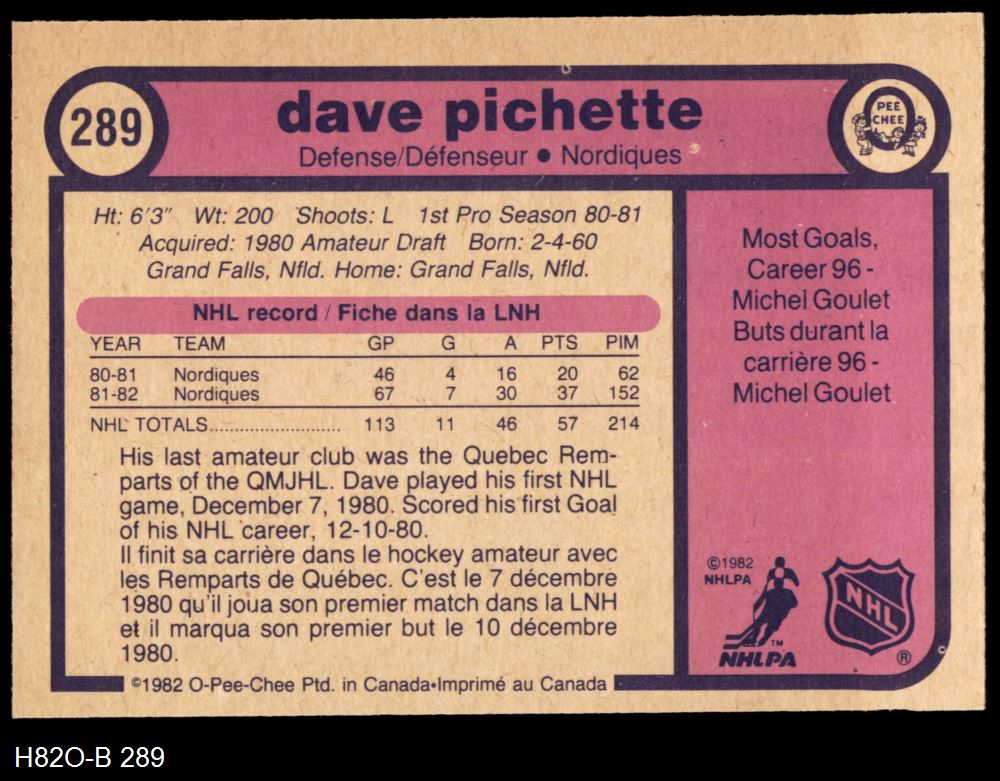 289
dave pichette
Defense/Défenseur ● Nordiques
PEE
CHEE
Ht: 6'3" Wt: 200 Shoots: L 1st Pro Season 80-81
Acquired: 1980 Amateur Draft Born: 2-4-60
Grand Falls, Nfld. Home: Grand Falls, Nfld.
NHL record / Fiche dans la LNH
YEAR TEAM GP G A PTS PIM
80-81 Nordiques 46 4 16 20 62
81-82 Nordiques 67 7 30 37 152
NHL TOTALS........................ 113 11 46 57 214
His last amateur club was the Quebec Rem-
parts of the QMJHL. Dave played his first NHL
game, December 7, 1980. Scored his first Goal
of his NHL career, 12-10-80.
Il finit sa carrière dans le hockey amateur avec
les Remparts de Québec. C'est le 7 décembre
1980 qu'il joua son premier match dans la LNH
et il marqua son premier but le 10 décembre
1980.
Most Goals,
Career 96 -
Michel Goulet
Buts durant la
carrière 96 -
Michel Goulet
©1982
NHLPA
TM
NHLPA
NHL
®
©1982 O-Pee-Chee Ptd. in Canada•Imprimé au Canada
H82O-B 289